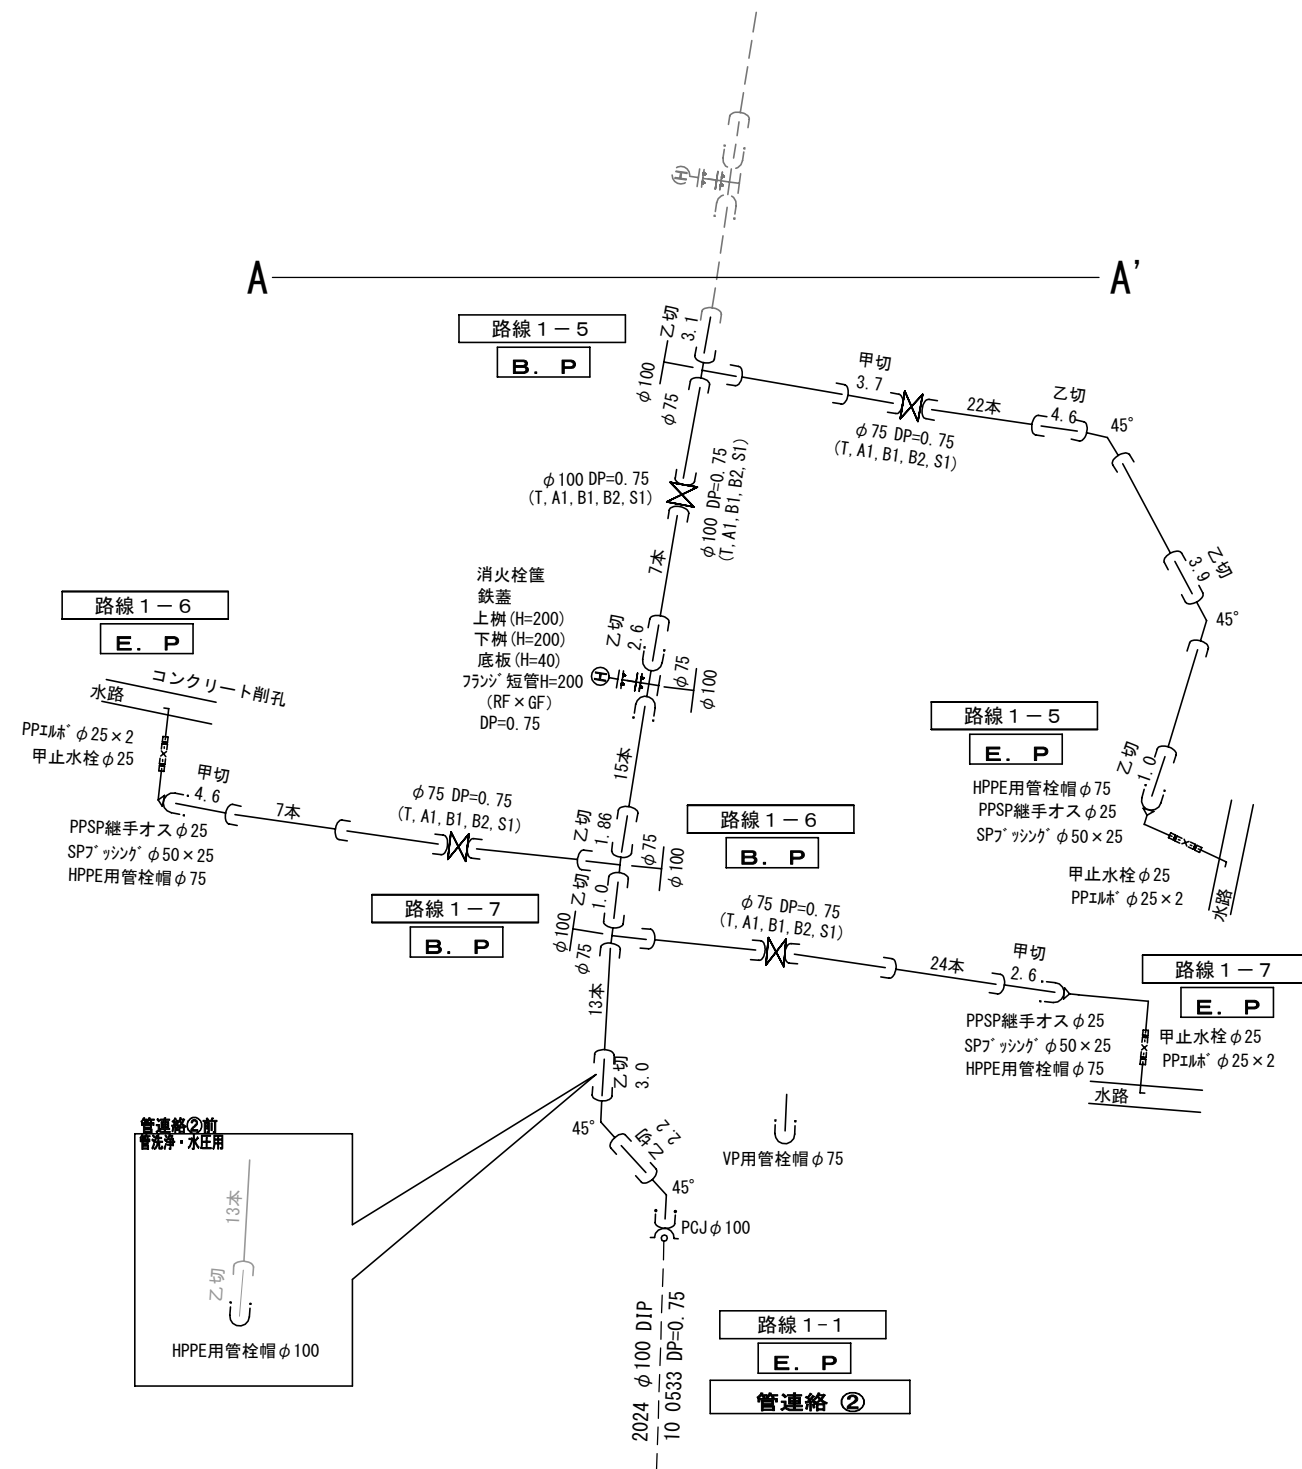 (H)
A
A'
路線１－５
B. P
乙切
3.1
φ100
φ75
甲切
3.7
22本
乙切
4.6
45°
φ75 DP=0.75
(T,A1,B1,B2,S1)
φ100 DP=0.75
(T,A1,B1,B2,S1)
φ100 DP=0.75
(T,A1,B1,B2,S1)
7本
乙切
3.9
45°
消火栓筺
鉄蓋
上桝(H=200)
下桝(H=200)
底板(H=40)
ﾌﾗﾝｼﾞ短管H=200
(RF×GF)
DP=0.75
乙切
2.6
H
φ75
φ100
路線１－６
E. P
コンクリート削孔
水路
PPｴﾙﾎﾞφ25×2
甲止水栓φ25
甲切
4.6
7本
PPSP継手オスφ25
SPﾌﾞｯｼﾝｸﾞφ50×25
HPPE用管栓帽φ75
φ75 DP=0.75
(T,A1,B1,B2,S1)
15本
乙切
1.86
φ75
φ100
路線１－５
E. P
乙切
1.0
HPPE用管栓帽φ75
PPSP継手オスφ25
SPﾌﾞｯｼﾝｸﾞφ50×25
甲止水栓φ25
PPｴﾙﾎﾞφ25×2
水路
路線１－６
B. P
路線１－７
B. P
乙切
1.0
φ100
φ75
φ75 DP=0.75
(T,A1,B1,B2,S1)
13本
24本
甲切
2.6
路線１－７
E. P
PPSP継手オスφ25
SPﾌﾞｯｼﾝｸﾞφ50×25
HPPE用管栓帽φ75
甲止水栓φ25
PPｴﾙﾎﾞφ25×2
水路
乙切
3.0
45°
乙切
2.2
45°
PCJφ100
VP用管栓帽φ75
管連絡②前
管洗浄・水圧用
13本
乙切
HPPE用管栓帽φ100
2024 φ100 DIP
10 0533 DP=0.75
路線１-１
E. P
管連絡 ②